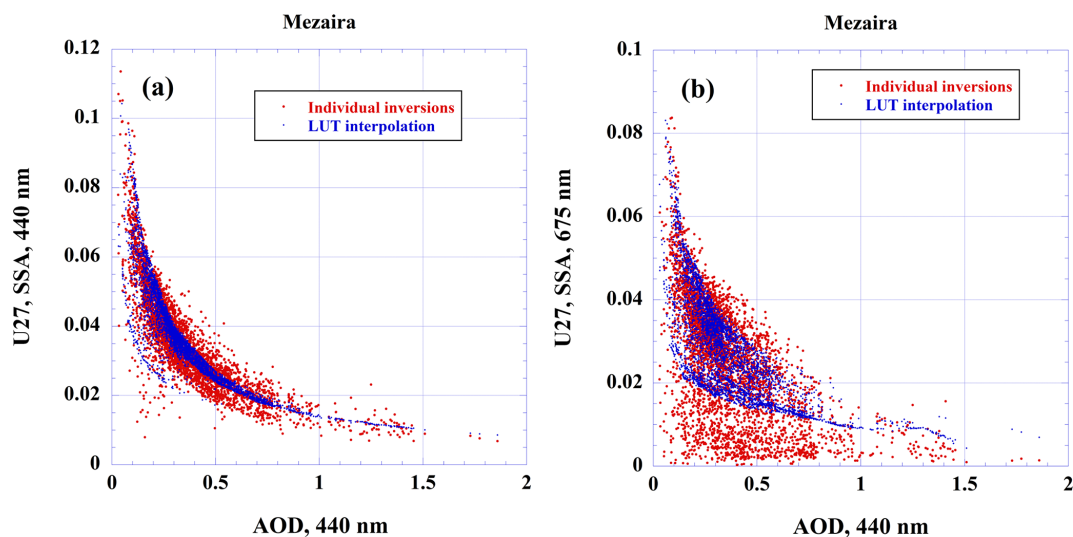 Mezaira
(a)
Individual inversions
LUT interpolation
U27, SSA, 440 nm
0.12
0.1
0.08
0.06
0.04
0.02
0
0
0.5
1
1.5
2
AOD, 440 nm
Mezaira
(b)
Individual inversions
LUT interpolation
U27, SSA, 675 nm
0.1
0.08
0.06
0.04
0.02
0
0
0.5
1
1.5
2
AOD, 440 nm